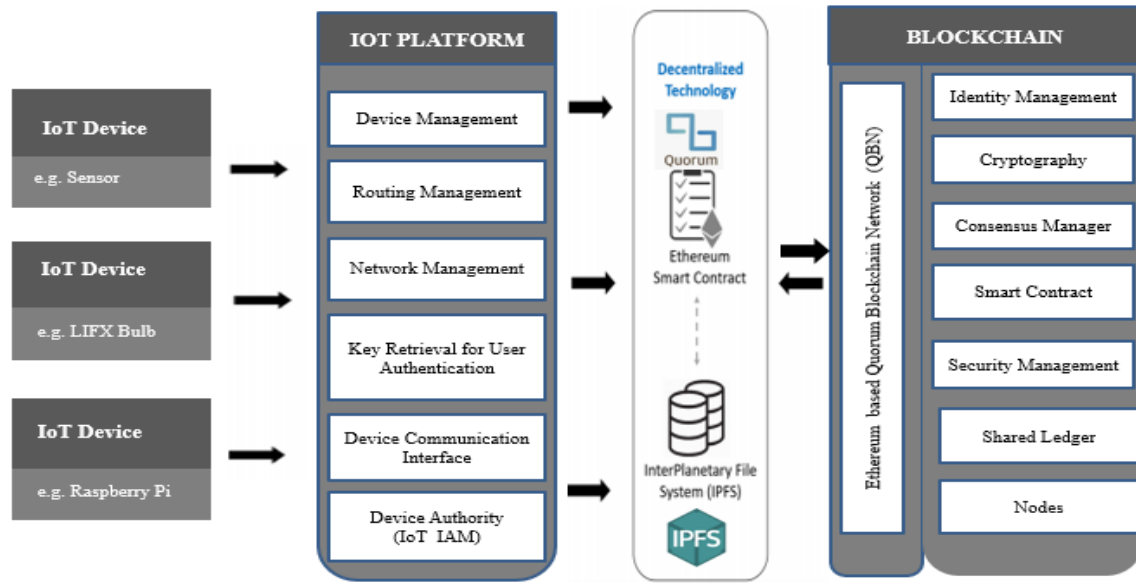 IoT Device
e.g. Sensor
IoT Device
e.g. LIFX Bulb
IoT Device
e.g. Raspberry Pi
IOT PLATFORM
Device Management
Routing Management
Network Management
Key Retrieval for User
Authentication
Device Communication
Interface
Device Authority
(IoT IAM)
Decentralized
Technology
Quorum
Ethereum
Smart Contract
InterPlanetary File
System (IPFS)
IPFS
BLOCKCHAIN
Ethereum based Quorum Blockchain Network (QBN)
Identity Management
Cryptography
Consensus Manager
Smart Contract
Security Management
Shared Ledger
Nodes